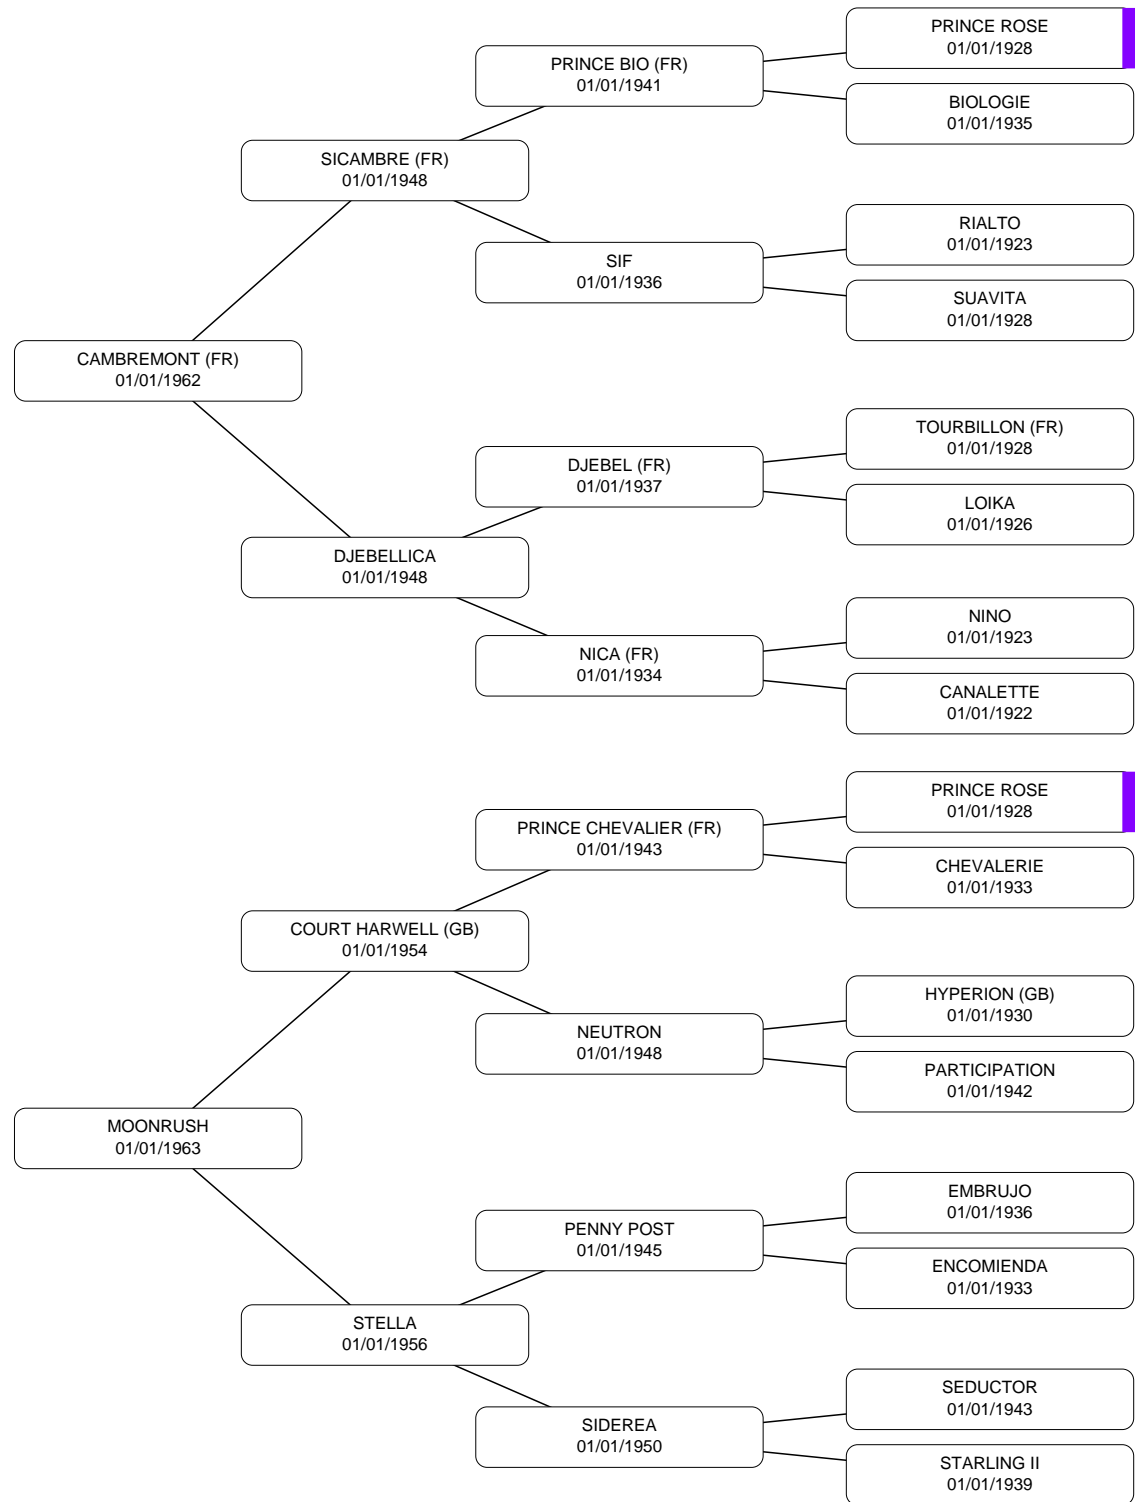 PRINCE ROSE
01/01/1928
PRINCE BIO (FR)
01/01/1941
BIOLOGIE
01/01/1935
SICAMBRE (FR)
01/01/1948
RIALTO
01/01/1923
SIF
01/01/1936
SUAVITA
01/01/1928
CAMBREMONT (FR)
01/01/1962
TOURBILLON (FR)
01/01/1928
DJEBEL (FR)
01/01/1937
LOIKA
01/01/1926
DJEBELLICA
01/01/1948
NINO
01/01/1923
NICA (FR)
01/01/1934
CANALETTE
01/01/1922
PRINCE ROSE
01/01/1928
PRINCE CHEVALIER (FR)
01/01/1943
CHEVALERIE
01/01/1933
COURT HARWELL (GB)
01/01/1954
HYPERION (GB)
01/01/1930
NEUTRON
01/01/1948
PARTICIPATION
01/01/1942
MOONRUSH
01/01/1963
EMBRUJO
01/01/1936
PENNY POST
01/01/1945
ENCOMIENDA
01/01/1933
STELLA
01/01/1956
SEDUCTOR
01/01/1943
SIDEREA
01/01/1950
STARLING II
01/01/1939